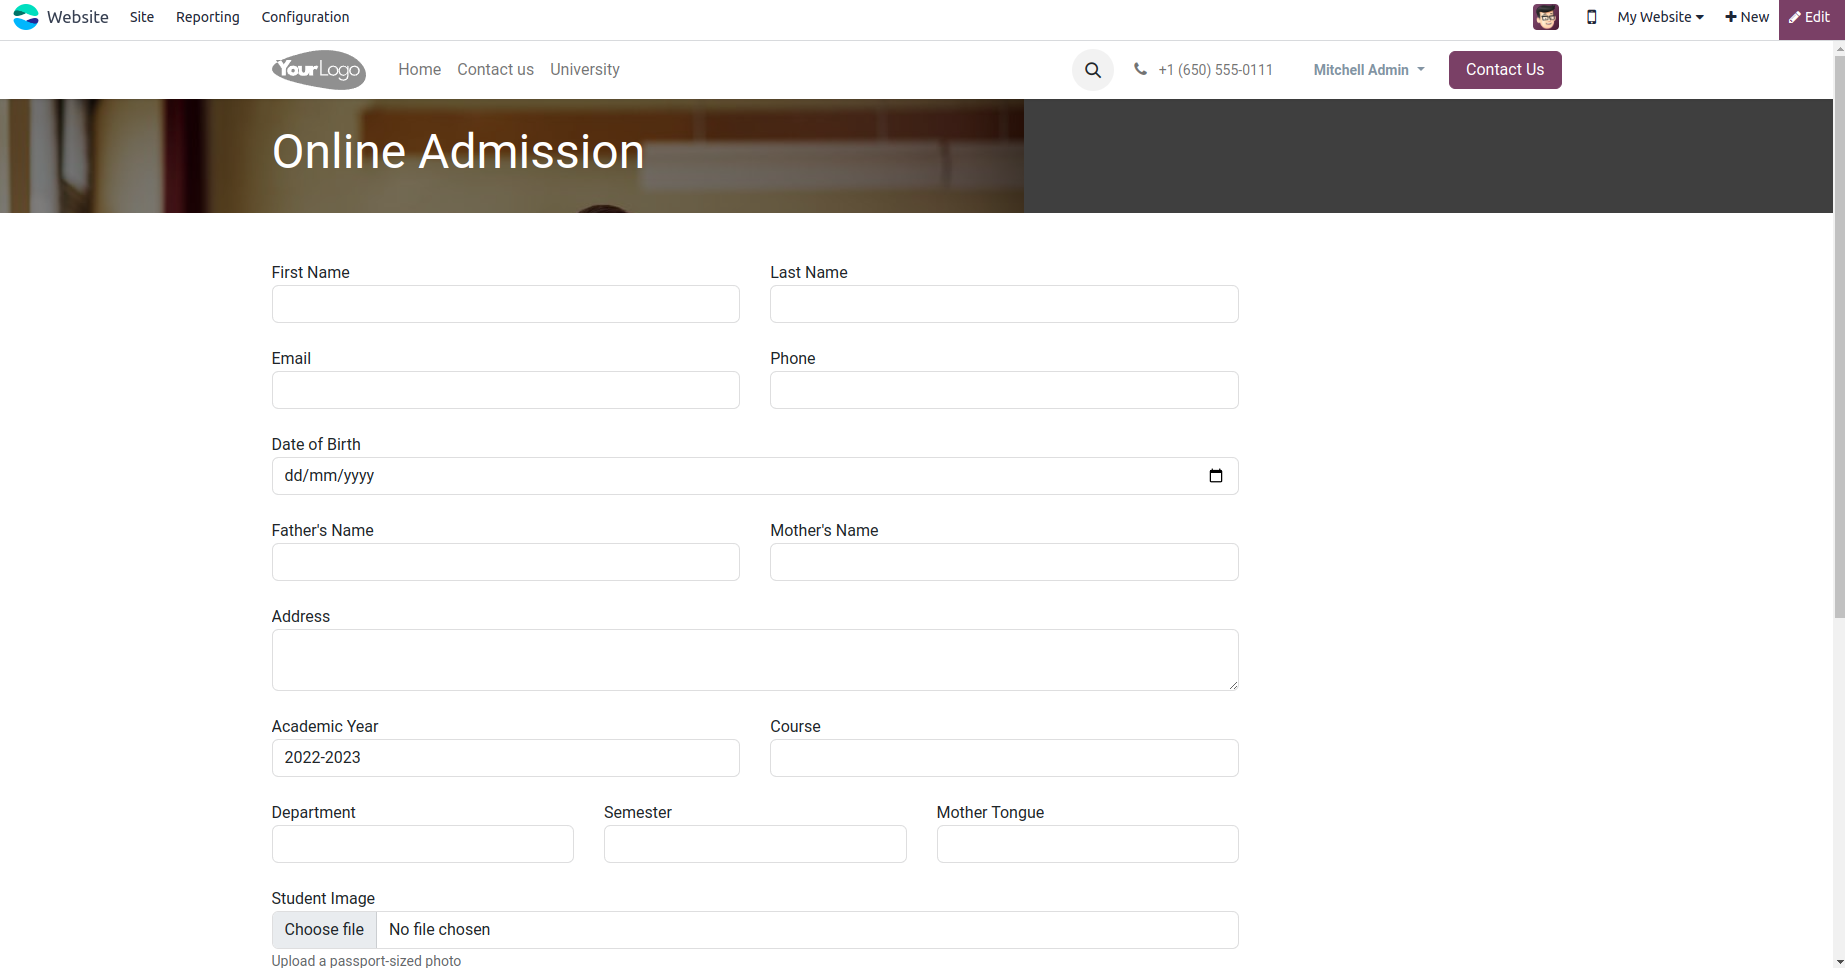 Website Site Reporting Configuration My Website New Edit
YourLogo Home Contact us University +1 (650) 555-0111 Mitchell Admin Contact Us
Online Admission
First Name Last Name
Email Phone
Date of Birth
dd/mm/yyyy
Father's Name Mother's Name
Address
Academic Year Course
2022-2023
Department Semester Mother Tongue
Student Image
Choose file No file chosen
Upload a passport-sized photo